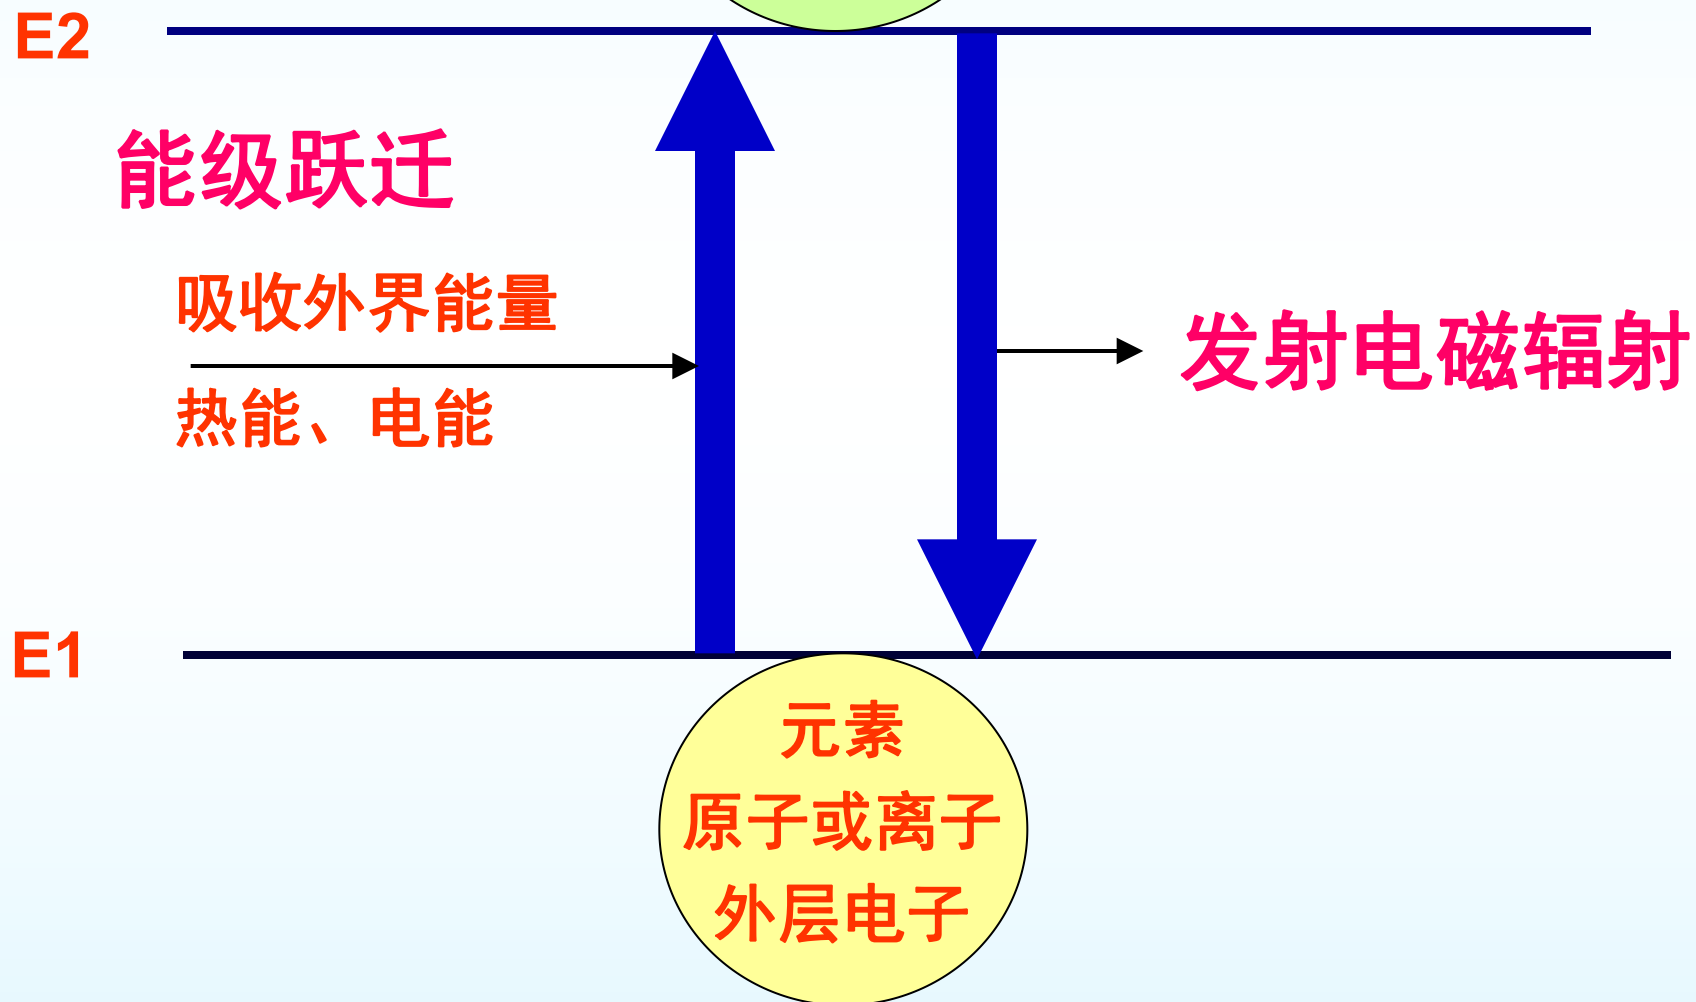 E2
能级跃迁
吸收外界能量
热能、电能
发射电磁辐射
E1
元素
原子或离子
外层电子